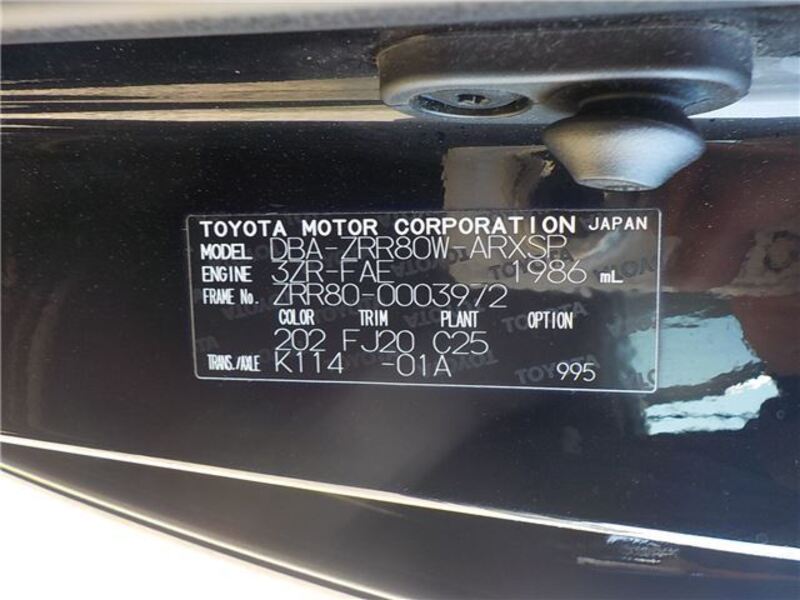 TOYOTA MOTOR CORPORATION JAPAN
MODEL DBA-ZRR80W-ARXSP
ENGINE 3ZR-FAE 1986 mL
FRAME No. ZRR80-0003972
COLOR TRIM PLANT OPTION
202 FJ20 C25
TRANS./AXLE K114 -01A 995